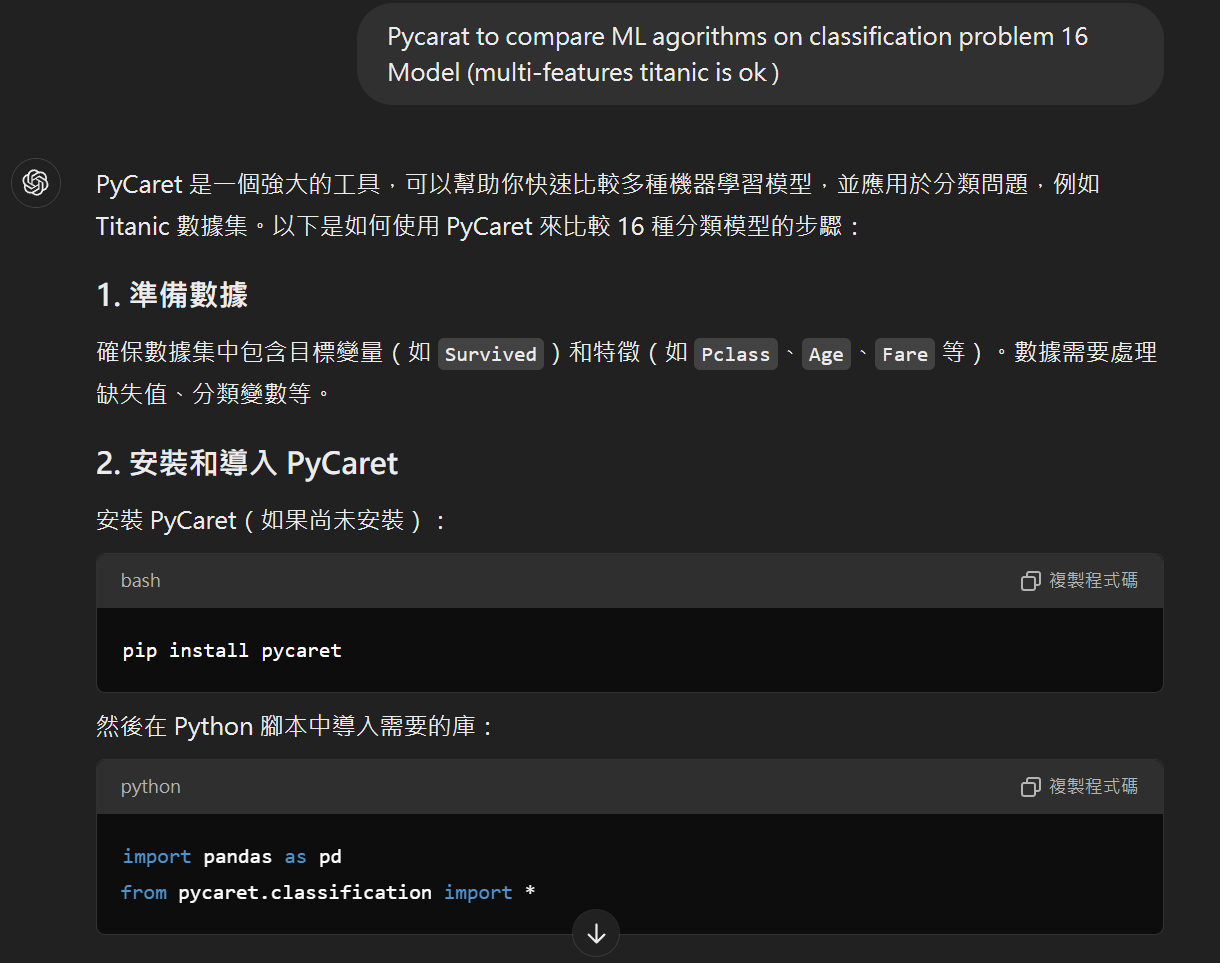 Pycarat to compare ML agorithms on classification problem 16
Model (multi-features titanic is ok )
PyCaret 是一個強大的工具，可以幫助你快速比較多種機器學習模型，並應用於分類問題，例如
Titanic 數據集。以下是如何使用 PyCaret 來比較 16 種分類模型的步驟：
1. 準備數據
確保數據集中包含目標變量（如 Survived ）和特徵（如 Pclass 、 Age 、 Fare 等）。數據需要處理
缺失值、分類變數等。
2. 安裝和導入 PyCaret
安裝 PyCaret（如果尚未安裝）：
bash
複製程式碼
pip install pycaret
然後在 Python 腳本中導入需要的庫：
python
複製程式碼
import pandas as pd
from pycaret.classification import *